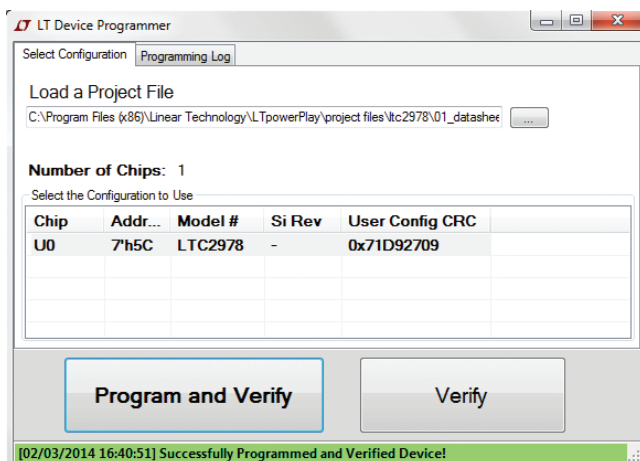 LT Device Programmer
Select Configuration Programming Log
Load a Project File
C:\Program Files (x86)\Linear Technology\LTpowerPlay\project files\ltc2978\01_datashee ...
Number of Chips: 1
Select the Configuration to Use
Chip Addr... Model # Si Rev User Config CRC
U0 7'h5C LTC2978 - 0x71D92709
Program and Verify Verify
[02/03/2014 16:40:51] Successfully Programmed and Verified Device!